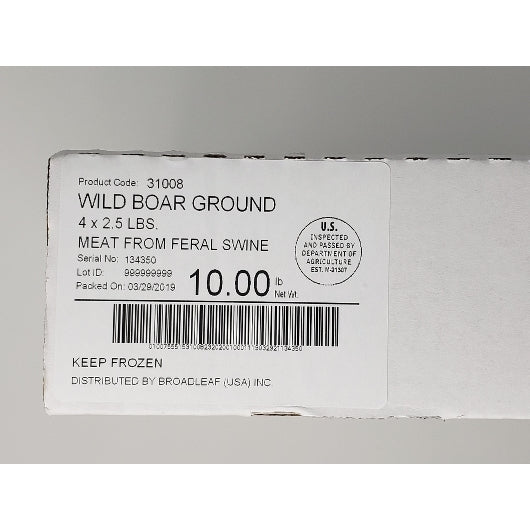 Product Code: 31008
WILD BOAR GROUND
4 x 2.5 LBS.
MEAT FROM FERAL SWINE
Serial No: 134350
Lot ID: 999999999
Packed On: 03/29/2019
10.00 lb
Net Wt.
U.S.
INSPECTED
AND PASSED BY
DEPARTMENT OF
AGRICULTURE
EST. M-31307
KEEP FROZEN
DISTRIBUTED BY BROADLEAF (USA) INC.